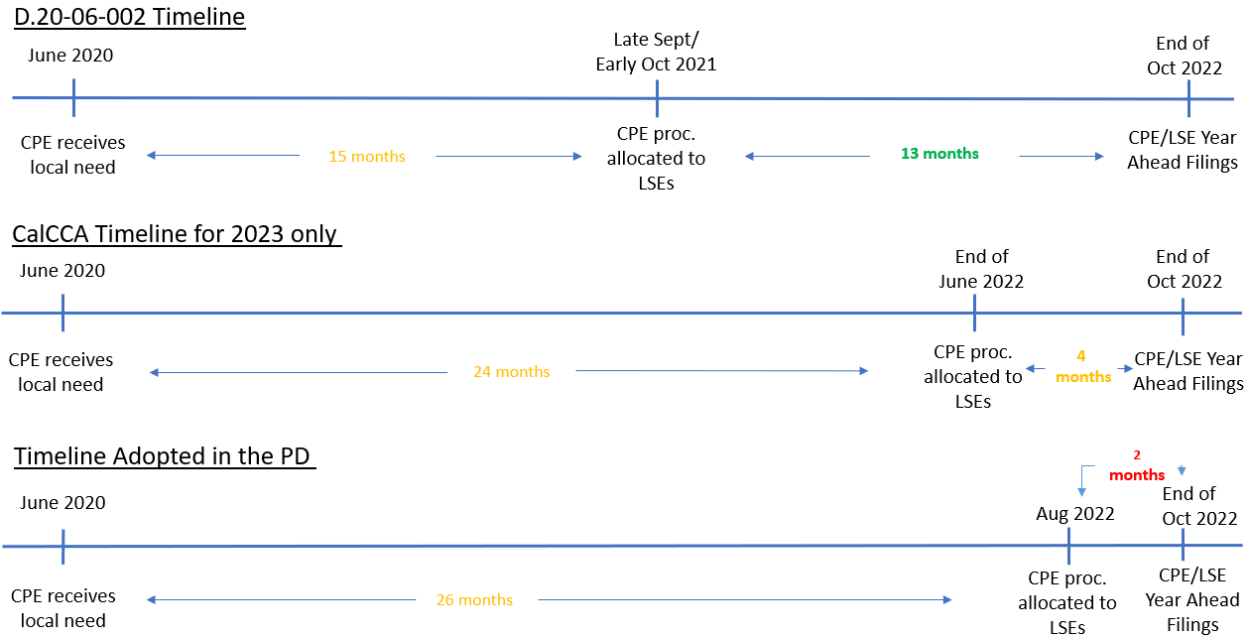 D.20-06-002 Timeline
June 2020
Late Sept/
Early Oct 2021
End of
Oct 2022
CPE receives
local need
15 months
CPE proc.
allocated to
LSEs
13 months
CPE/LSE Year
Ahead Filings
CalCCA Timeline for 2023 only
June 2020
End of
June 2022
End of
Oct 2022
CPE receives
local need
24 months
CPE proc.
allocated to
LSEs
4
months
CPE/LSE Year
Ahead Filings
Timeline Adopted in the PD
2
months
June 2020
Aug 2022
End of
Oct 2022
CPE receives
local need
26 months
CPE proc.
allocated to
LSEs
CPE/LSE
Year Ahead
Filings